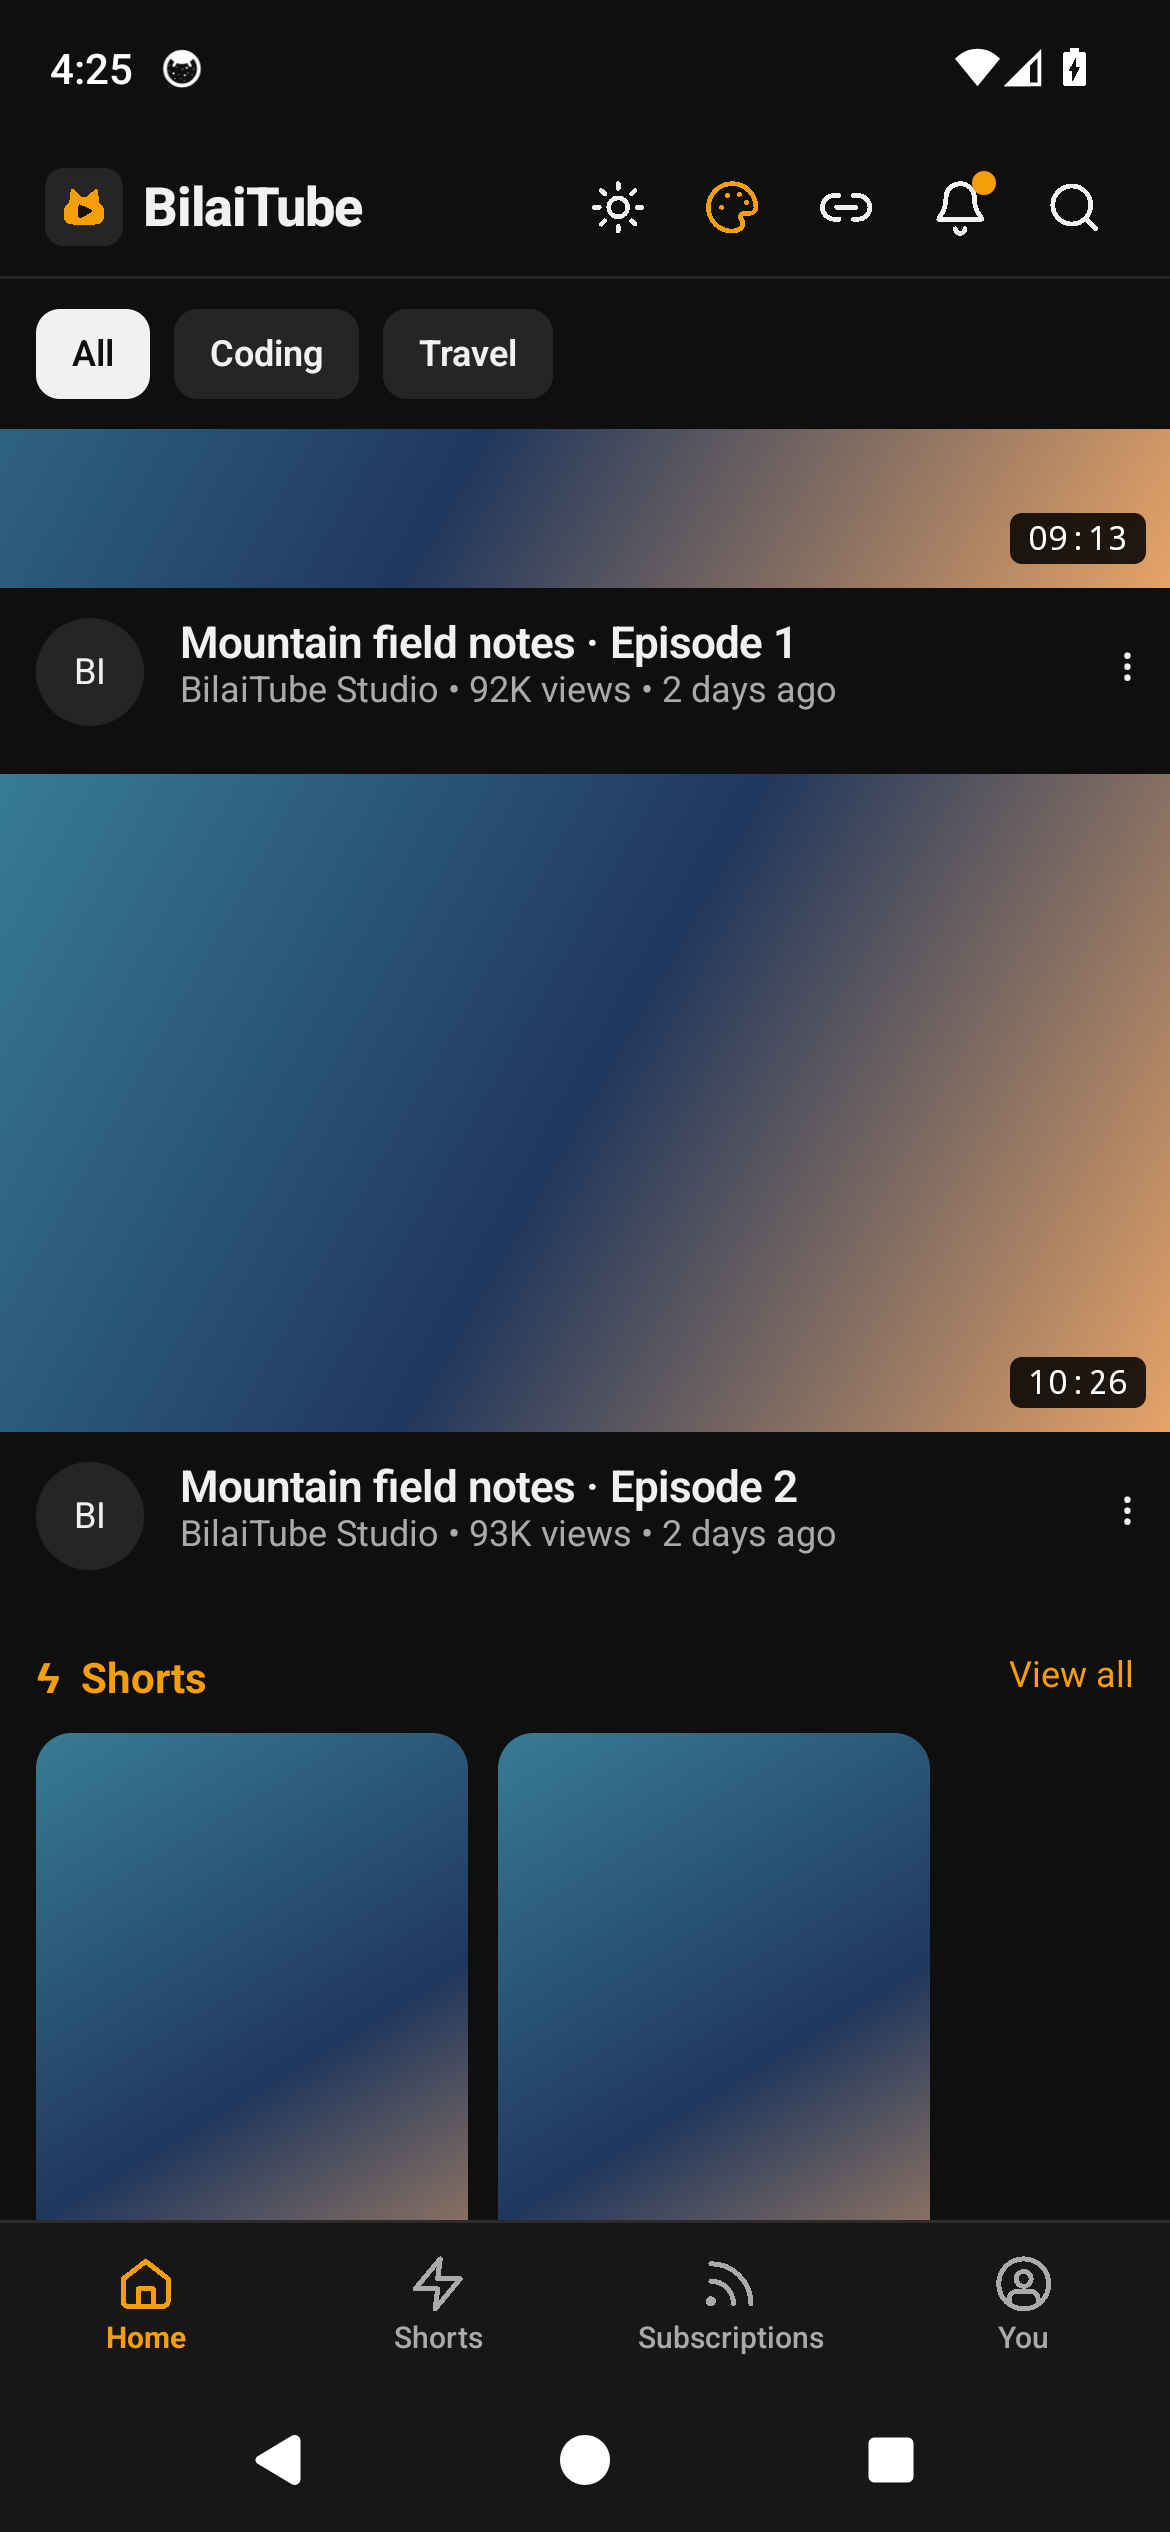 4:25
BilaiTube
All
Coding
Travel
09:13
BI
Mountain field notes · Episode 1
BilaiTube Studio • 92K views • 2 days ago
10:26
BI
Mountain field notes · Episode 2
BilaiTube Studio • 93K views • 2 days ago
Shorts
View all
Home
Shorts
Subscriptions
You